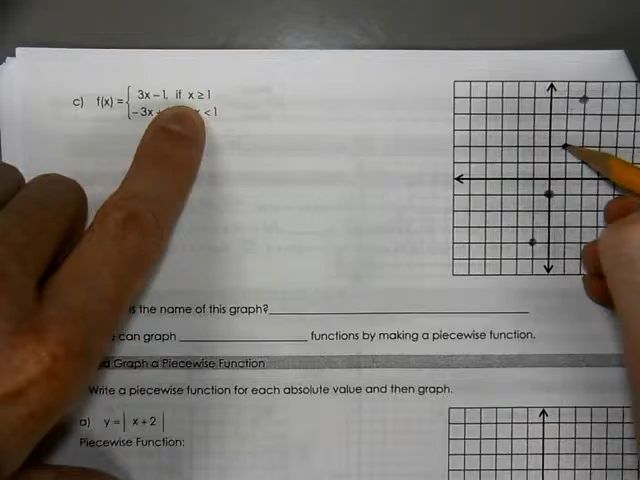 c) f(x) = { 3x – 1, if x ≥ 1
– 3x < 1
is the name of this graph?
can graph functions by making a piecewise function.
Graph a Piecewise Function
Write a piecewise function for each absolute value and then graph.
a) y = | x + 2 |
Piecewise Function: